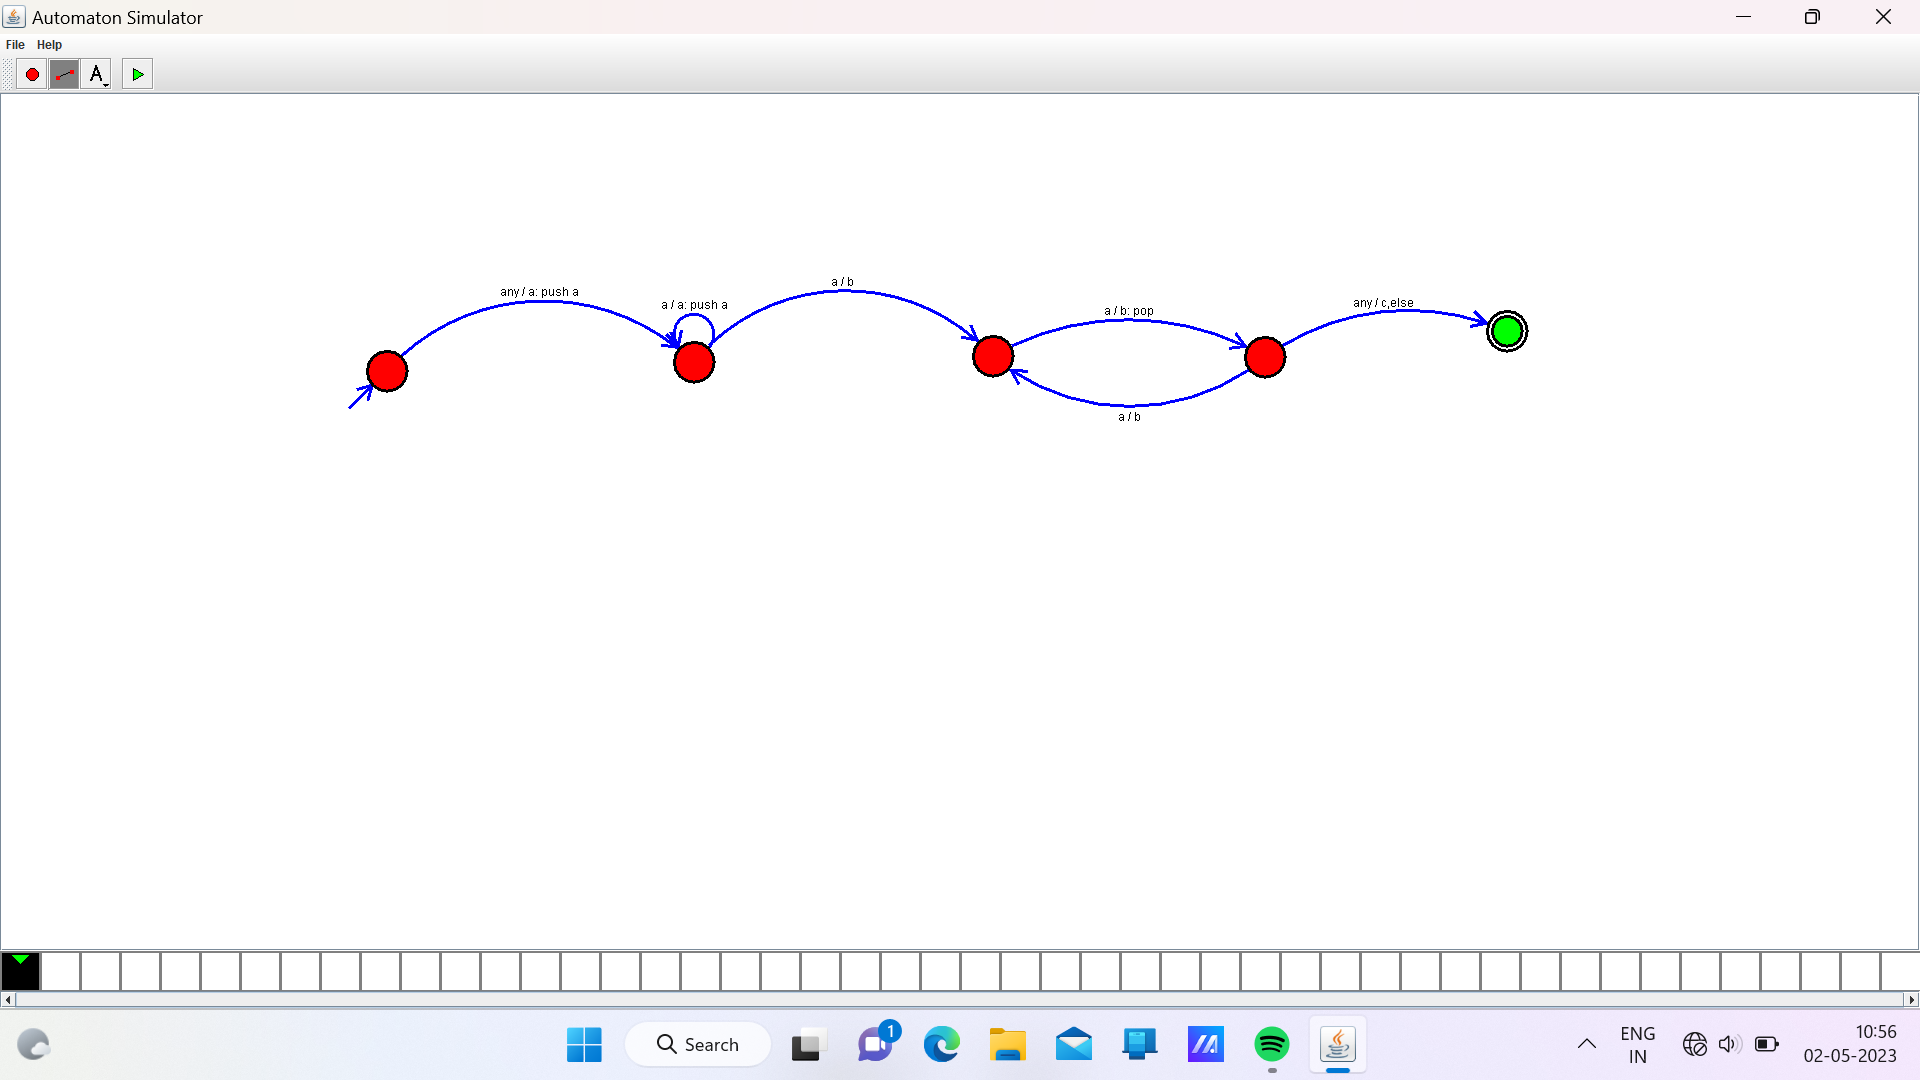 Automaton Simulator
File Help
A
a / b
any / a: push a
a / a: push a
any / c,else
a / b: pop
a / b
1
Search
ENG
IN
10:56
02-05-2023